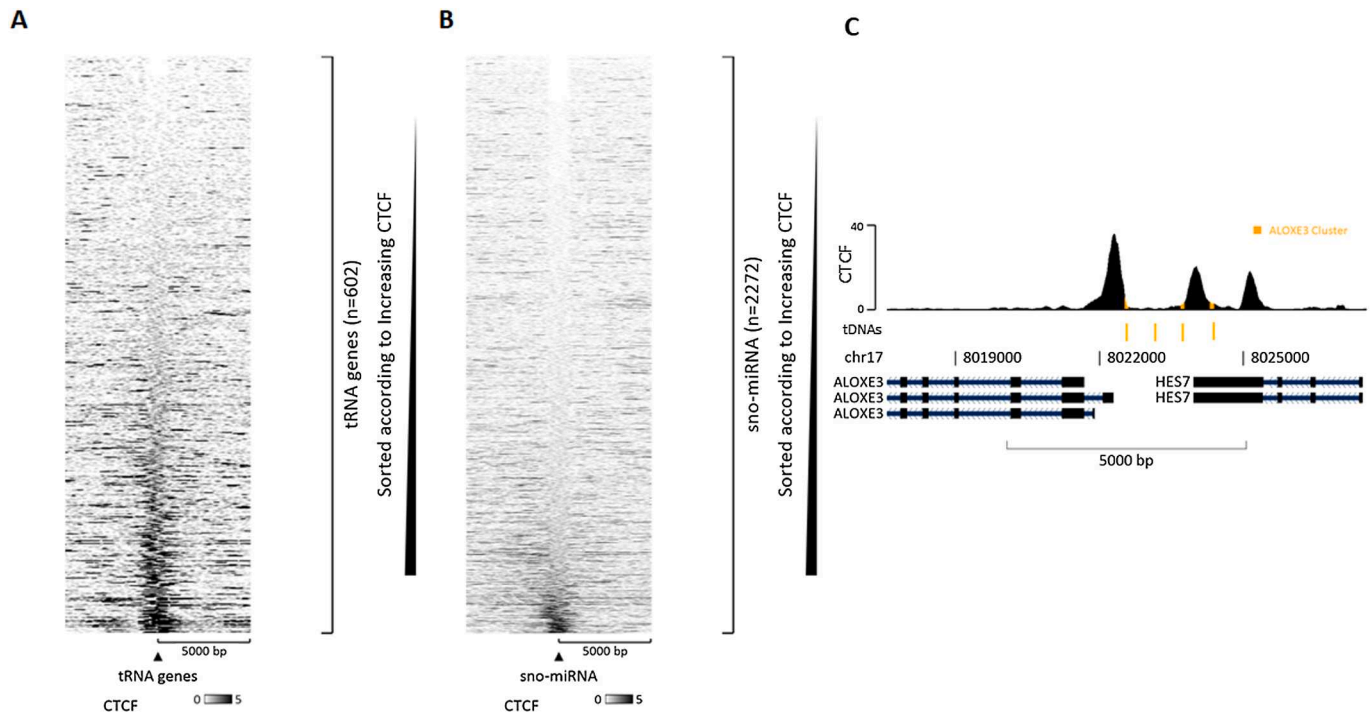 A
tRNA genes (n=602)
Sorted according to Increasing CTCF
5000 bp
tRNA genes
CTCF
0
5
B
sno-miRNA (n=2272)
Sorted according to Increasing CTCF
5000 bp
sno-miRNA
CTCF
0
5
C
40
CTCF
0
ALOXE3 Cluster
tDNAs
chr17 8019000 8022000 8025000
ALOXE3 HES7
ALOXE3 HES7
ALOXE3
5000 bp